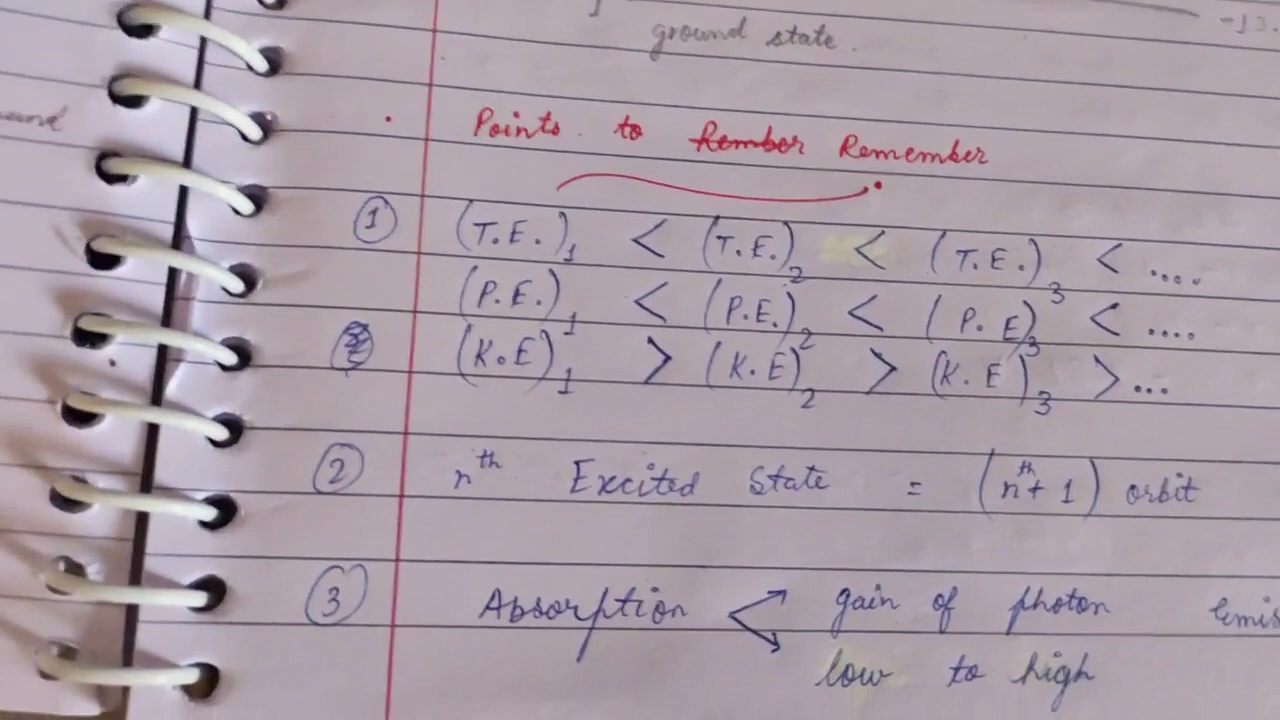 -13.
ground state.
Points to Rember Remember
① (T.E.)₁ < (T.E.)₂ < (T.E.)₃ < ....
(P.E.)₁ < (P.E.)₂ < (P.E)₃ < ....
(K.E)₁ > (K.E)₂ > (K.E)₃ > ...
② nᵗʰ Excited State = (nᵗʰ + 1) orbit
③ Absorption < gain of photon
low to high